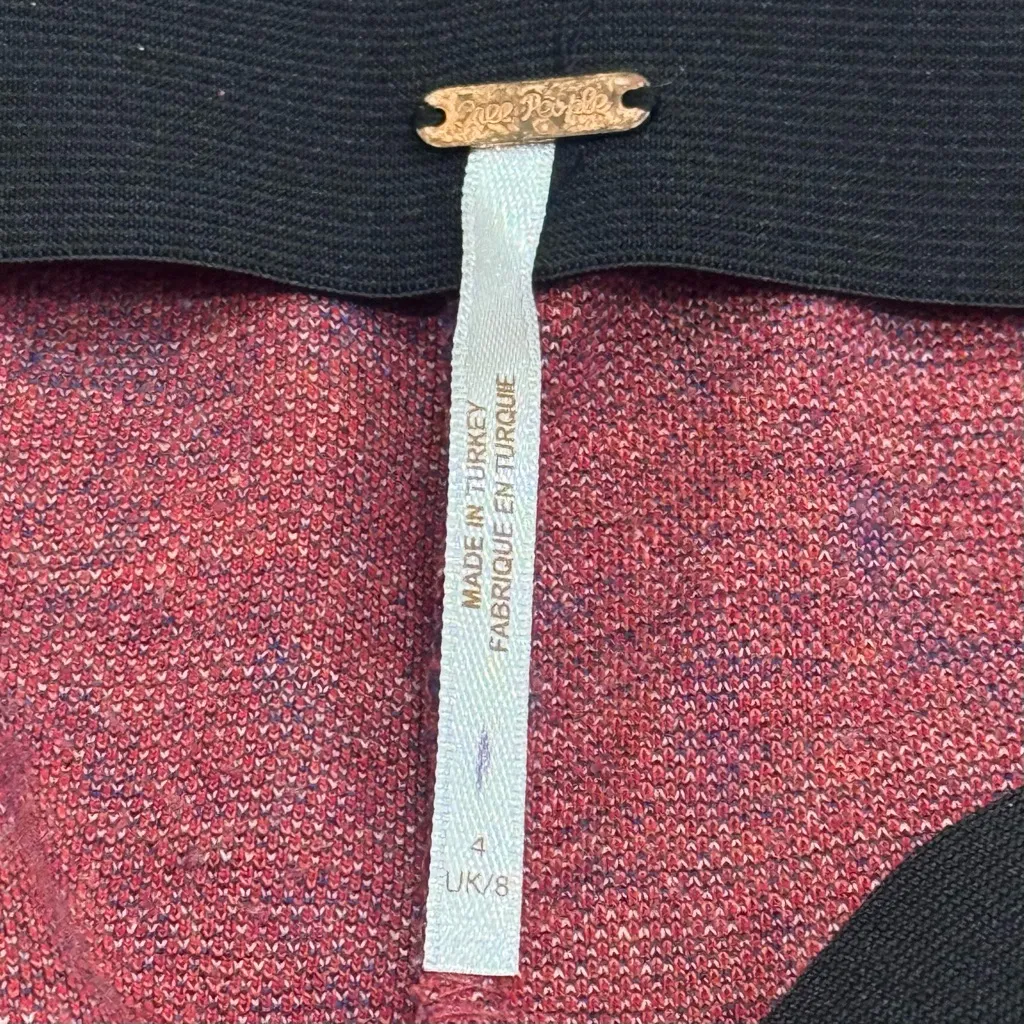 Free People
MADE IN TURKEY
FABRIQUE EN TURQUIE
4
UK/8